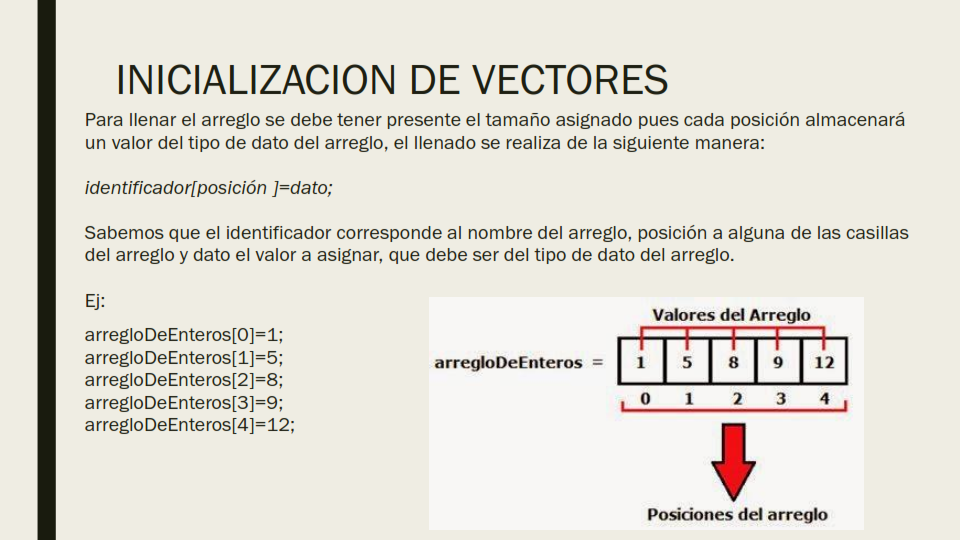 INICIALIZACION DE VECTORES
Para llenar el arreglo se debe tener presente el tamaño asignado pues cada posición almacenará
un valor del tipo de dato del arreglo, el llenado se realiza de la siguiente manera:
identificador[posición ]=dato;
Sabemos que el identificador corresponde al nombre del arreglo, posición a alguna de las casillas
del arreglo y dato el valor a asignar, que debe ser del tipo de dato del arreglo.
Ej:
arregloDeEnteros[0]=1;
arregloDeEnteros[1]=5;
arregloDeEnteros[2]=8;
arregloDeEnteros[3]=9;
arregloDeEnteros[4]=12;
Valores del Arreglo
arregloDeEnteros = 1 5 8 9 12
0 1 2 3 4
Posiciones del arreglo